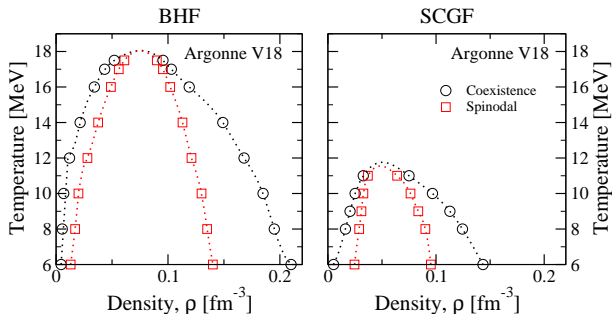 BHF
SCGF
Temperature [MeV]
18
16
14
12
10
8
6
Argonne V18
0
0.1
0.2
Density, ρ [fm⁻³]
Argonne V18
Coexistence
Spinodal
0
0.1
0.2
Density, ρ [fm⁻³]
18
16
14
12
10
8
6
Temperature [MeV]